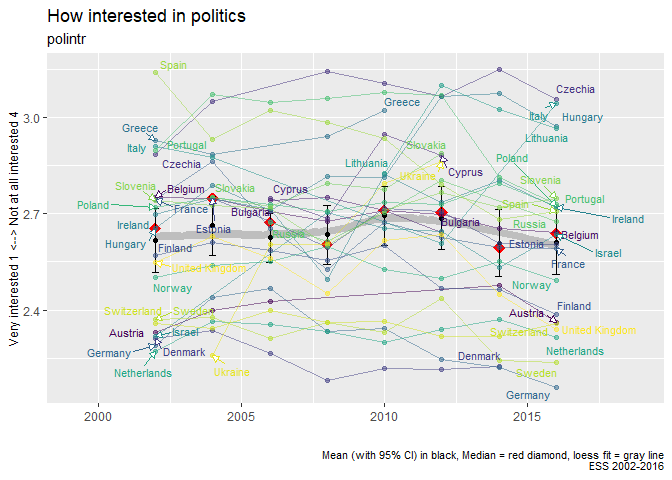 How interested in politics
polintr
Very interested 1 <--> Not at all interested 4
3.0
2.7
2.4
2000
2005
2010
2015
Spain
Greece
Italy
Portugal
Czechia
Slovenia
Belgium
Slovakia
Cyprus
Poland
France
Bulgaria
Ireland
Estonia
Russia
Hungary
Finland
United Kingdom
Norway
Switzerland
Sweden
Austria
Israel
Germany
Denmark
Netherlands
Ukraine
Greece
Slovakia
Lithuania
Cyprus
Ukraine
Bulgaria
Spain
Russia
Estonia
Norway
Austria
Switzerland
Denmark
Sweden
Germany
Czechia
Italy
Hungary
Lithuania
Poland
Slovenia
Portugal
Ireland
Belgium
Israel
France
Finland
United Kingdom
Netherlands
Mean (with 95% CI) in black, Median = red diamond, loess fit = gray line
ESS 2002-2016